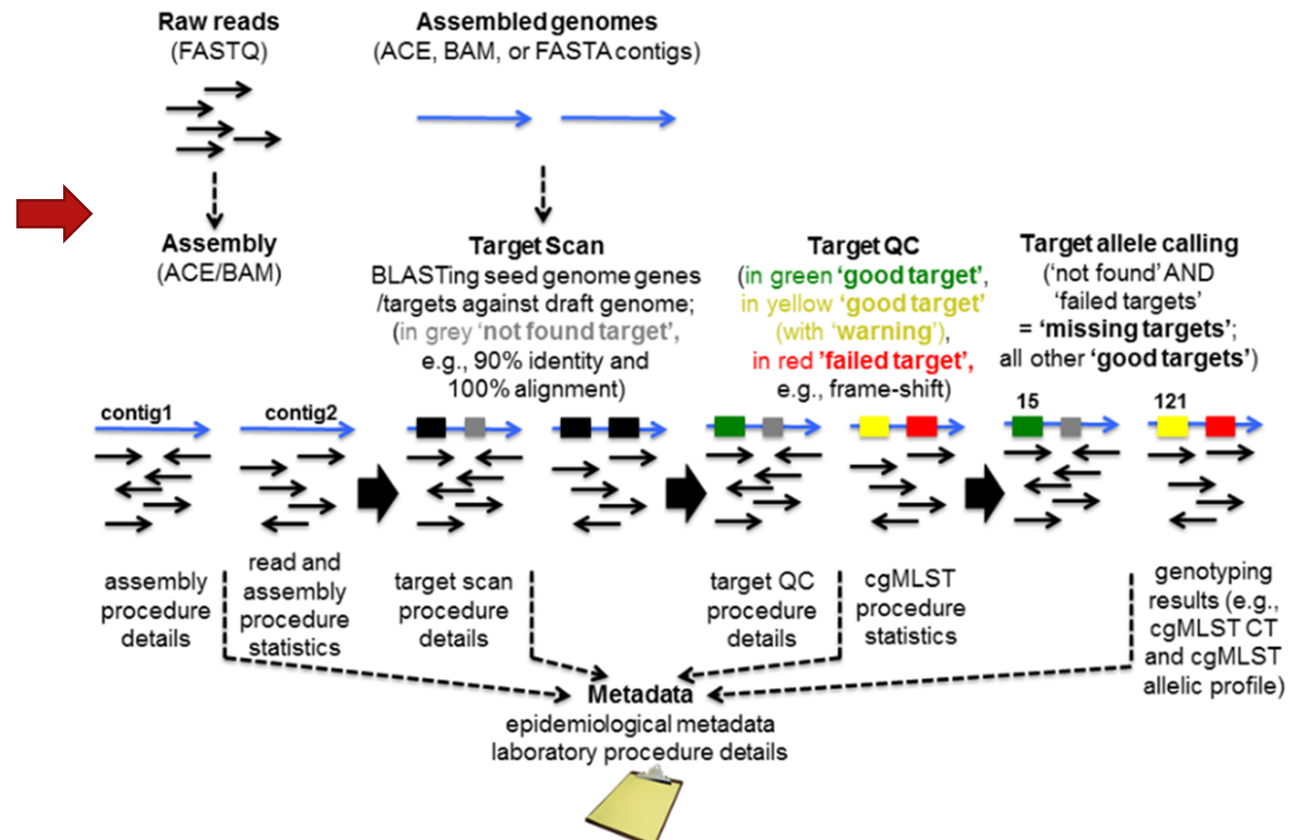 Raw reads
(FASTQ)
Assembled genomes
(ACE, BAM, or FASTA contigs)
Assembly
(ACE/BAM)
Target Scan
BLASTing seed genome genes
/targets against draft genome;
(in grey ‘not found target’,
e.g., 90% identity and
100% alignment)
Target QC
(in green ‘good target’,
in yellow ‘good target’
(with ‘warning’),
in red ’failed target’,
e.g., frame-shift)
Target allele calling
(‘not found’ AND
‘failed targets’
= ‘missing targets’;
all other ‘good targets’)
contig1
contig2
15
121
assembly
procedure
details
read and
assembly
procedure
statistics
target scan
procedure
details
target QC
procedure
details
cgMLST
procedure
statistics
genotyping
results (e.g.,
cgMLST CT
and cgMLST
allelic profile)
Metadata
epidemiological metadata
laboratory procedure details